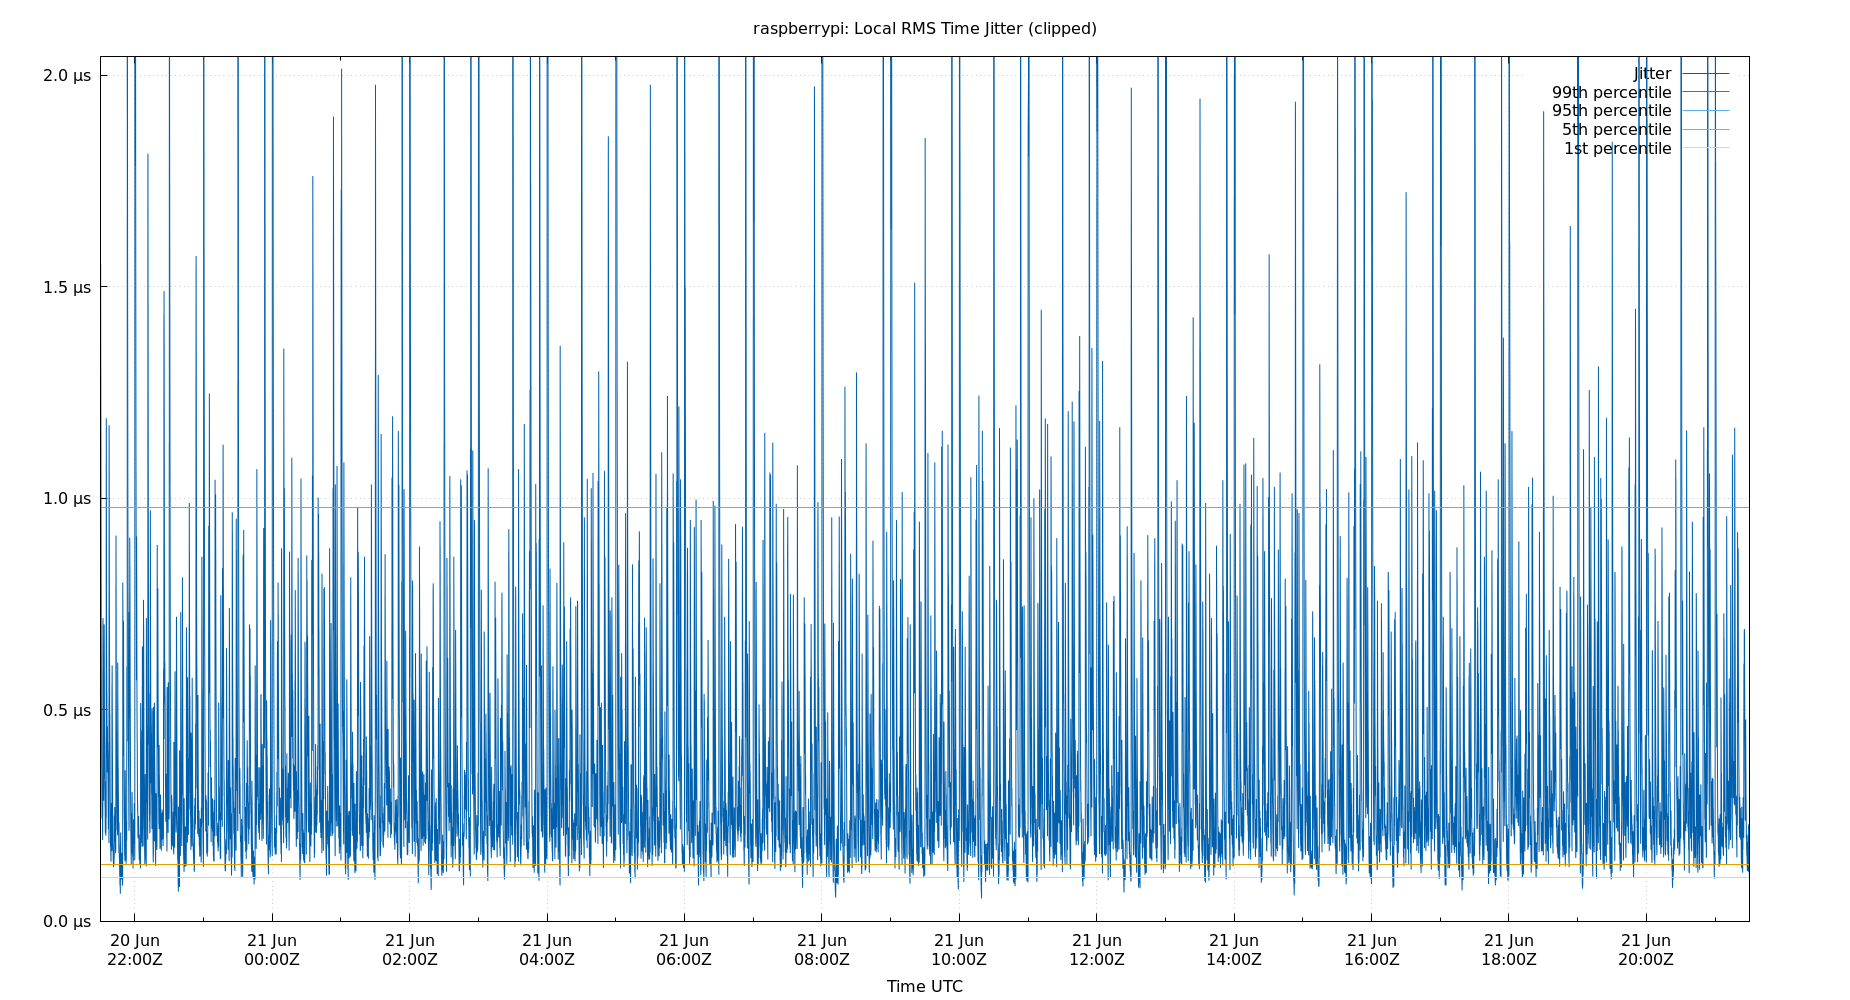 raspberrypi: Local RMS Time Jitter (clipped)
2.0 µs
1.5 µs
1.0 µs
0.5 µs
0.0 µs
Jitter
99th percentile
95th percentile
5th percentile
1st percentile
20 Jun
22:00Z
21 Jun
00:00Z
21 Jun
02:00Z
21 Jun
04:00Z
21 Jun
06:00Z
21 Jun
08:00Z
21 Jun
10:00Z
21 Jun
12:00Z
21 Jun
14:00Z
21 Jun
16:00Z
21 Jun
18:00Z
21 Jun
20:00Z
Time UTC